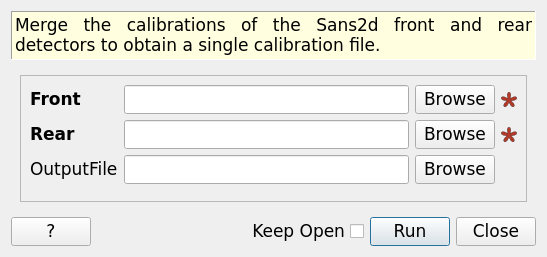 Merge the calibrations of the Sans2d front and rear
detectors to obtain a single calibration file.
Front Browse *
Rear Browse *
OutputFile Browse
? Keep Open Run Close